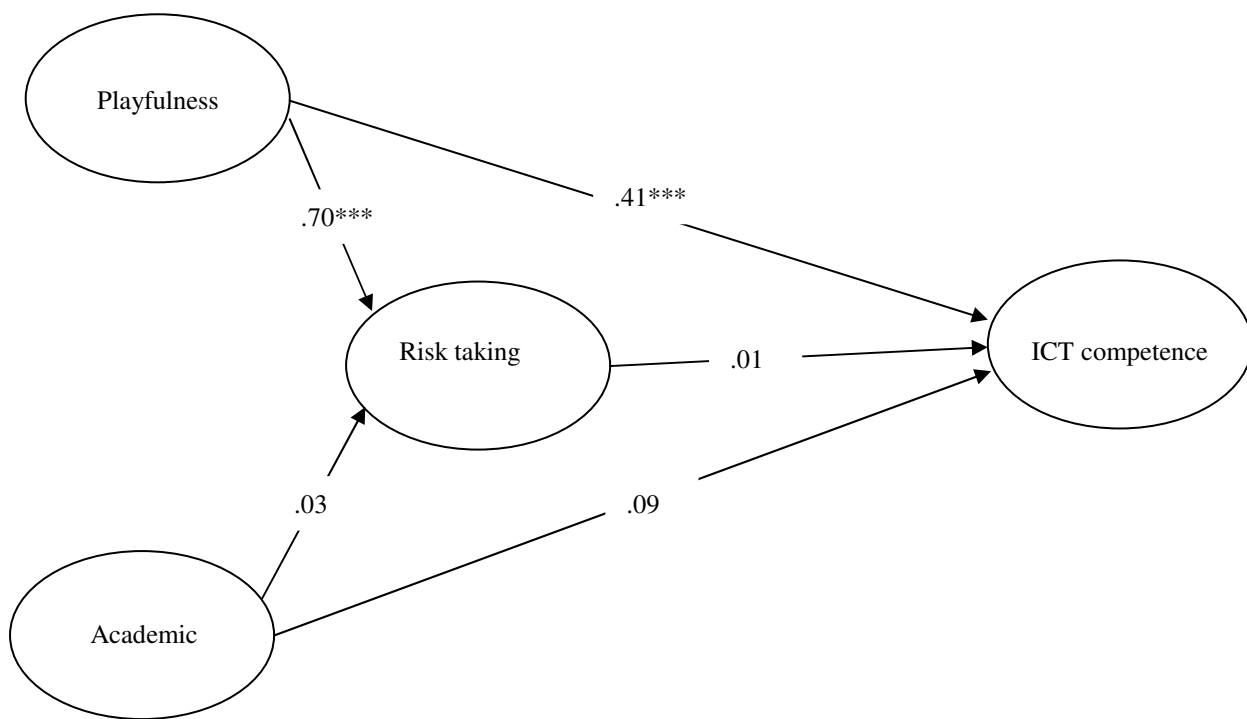 Playfulness
.41***
.70***
Risk taking
.01
ICT competence
.03
.09
Academic